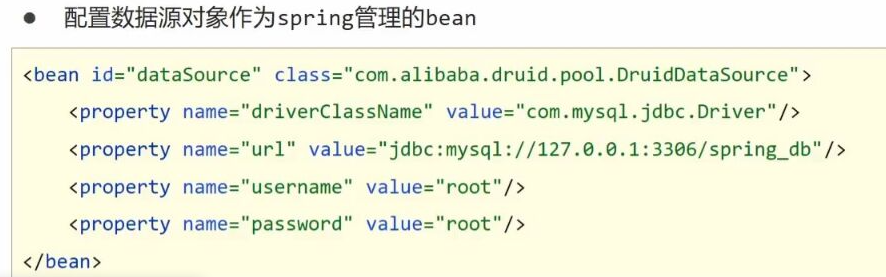 ● 配置数据源对象作为spring管理的bean
<bean id="dataSource" class="com.alibaba.druid.pool.DruidDataSource">
    <property name="driverClassName" value="com.mysql.jdbc.Driver"/>
    <property name="url" value="jdbc:mysql://127.0.0.1:3306/spring_db"/>
    <property name="username" value="root"/>
    <property name="password" value="root"/>
</bean>